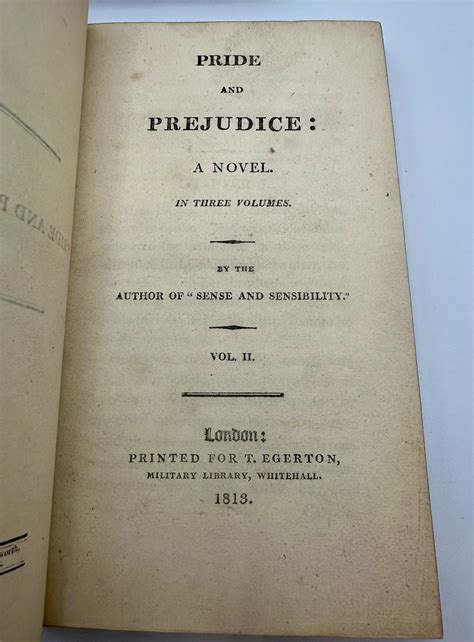 PRIDE
AND
PREJUDICE:
A NOVEL.
IN THREE VOLUMES.
BY THE
AUTHOR OF "SENSE AND SENSIBILITY."
VOL. II.
London:
PRINTED FOR T. EGERTON,
MILITARY LIBRARY, WHITEHALL.
1813.